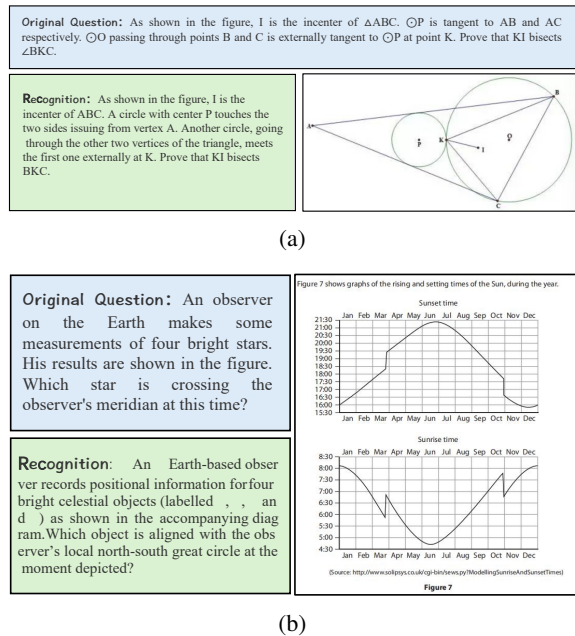 Original Question: As shown in the figure, I is the incenter of △ABC. ⊙P is tangent to AB and AC
respectively. ⊙O passing through points B and C is externally tangent to ⊙P at point K. Prove that KI bisects
∠BKC.
Recognition: As shown in the figure, I is the
incenter of ABC. A circle with center P touches the
two sides issuing from vertex A. Another circle, going
through the other two vertices of the triangle, meets
the first one externally at K. Prove that KI bisects
BKC.
A
P
K
I
O
B
C
(a)
Original Question: An observer
on the Earth makes some
measurements of four bright stars.
His results are shown in the figure.
Which star is crossing the
observer's meridian at this time?
Recognition: An Earth-based obser
ver records positional information forfour
bright celestial objects (labelled , , an
d ) as shown in the accompanying diag
ram.Which object is aligned with the obs
erver's local north-south great circle at the
moment depicted?
Figure 7 shows graphs of the rising and setting times of the Sun, during the year.
Sunset time
Jan Feb Mar Apr May Jun Jul Aug Sep Oct Nov Dec
21:30
21:00
20:30
20:00
19:30
19:00
18:30
18:00
17:30
17:00
16:30
16:00
15:30
Jan Feb Mar Apr May Jun Jul Aug Sep Oct Nov Dec
Sunrise time
Jan Feb Mar Apr May Jun Jul Aug Sep Oct Nov Dec
8:30
8:00
7:30
7:00
6:30
6:00
5:30
5:00
4:30
Jan Feb Mar Apr May Jun Jul Aug Sep Oct Nov Dec
(Source: http://www.solipsys.co.uk/cgi-bin/sews.py?ModellingSunriseAndSunsetTimes)
Figure 7
(b)